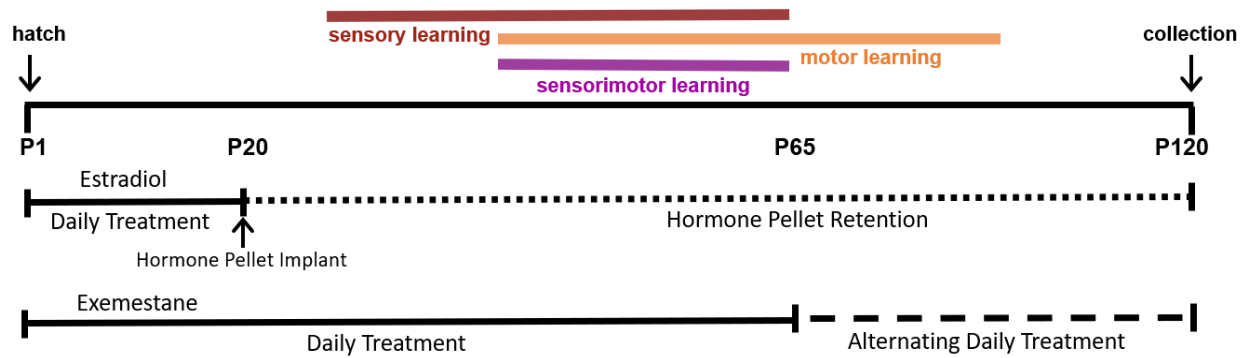 hatch
collection
sensory learning
motor learning
sensorimotor learning
P1
P20
P65
P120
Estradiol
Daily Treatment
Hormone Pellet Retention
Hormone Pellet Implant
Exemestane
Daily Treatment
Alternating Daily Treatment